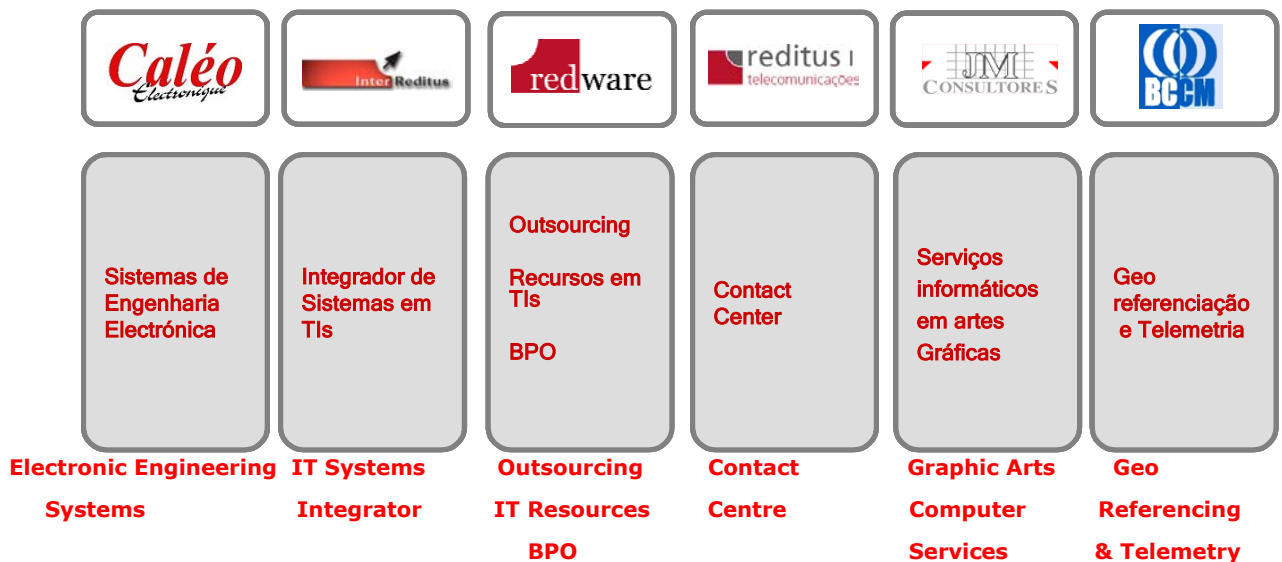 Caléo
Electronique
Inter Reditus
redware
reditus
telecomunicações
JM
CONSULTORES
BCCM
Sistemas de
Engenharia
Electrónica
Integrador de
Sistemas em
TIs
Outsourcing
Recursos em
TIs
BPO
Contact
Center
Serviços
informáticos
em artes
Gráficas
Geo
referenciação
e Telemetria
Electronic Engineering
Systems
IT Systems
Integrator
Outsourcing
IT Resources
BPO
Contact
Centre
Graphic Arts
Computer
Services
Geo
Referencing
& Telemetry